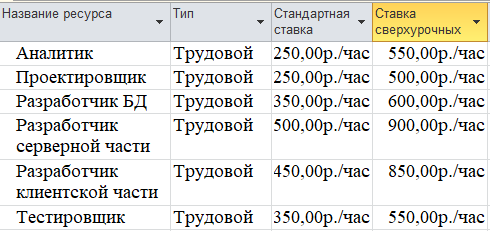 Название ресурса Тип Стандартная ставка Ставка сверхурочных
Аналитик Трудовой 250,00р./час 550,00р./час
Проектировщик Трудовой 250,00р./час 500,00р./час
Разработчик БД Трудовой 350,00р./час 600,00р./час
Разработчик серверной части Трудовой 500,00р./час 900,00р./час
Разработчик клиентской части Трудовой 450,00р./час 850,00р./час
Тестировщик Трудовой 350,00р./час 550,00р./час